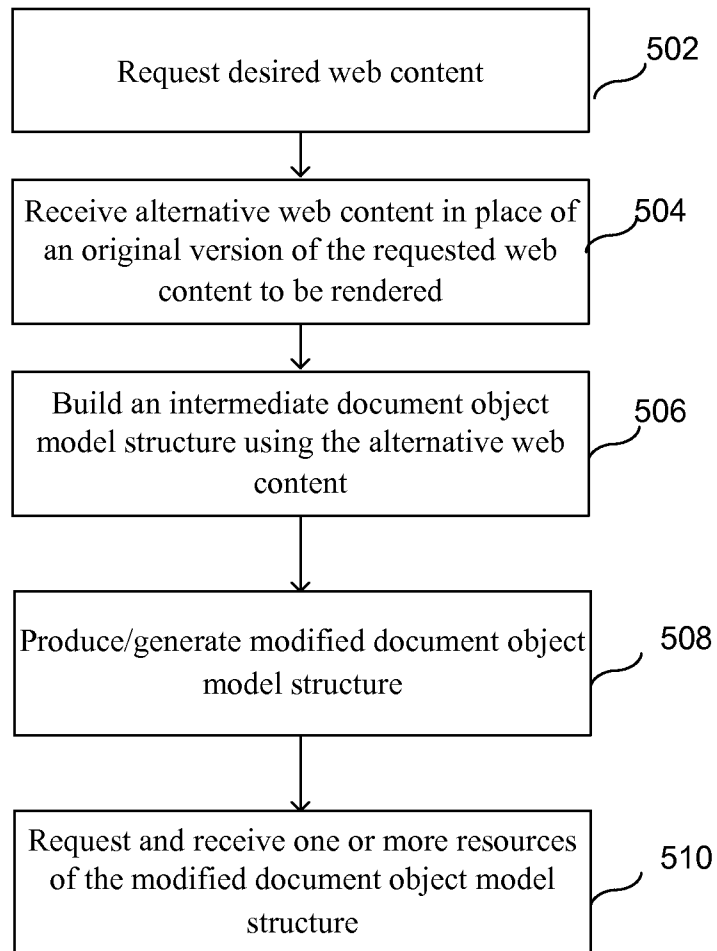 Request desired web content
502
Receive alternative web content in place of
an original version of the requested web
content to be rendered
504
Build an intermediate document object
model structure using the alternative web
content
506
Produce/generate modified document object
model structure
508
Request and receive one or more resources
of the modified document object model
structure
510